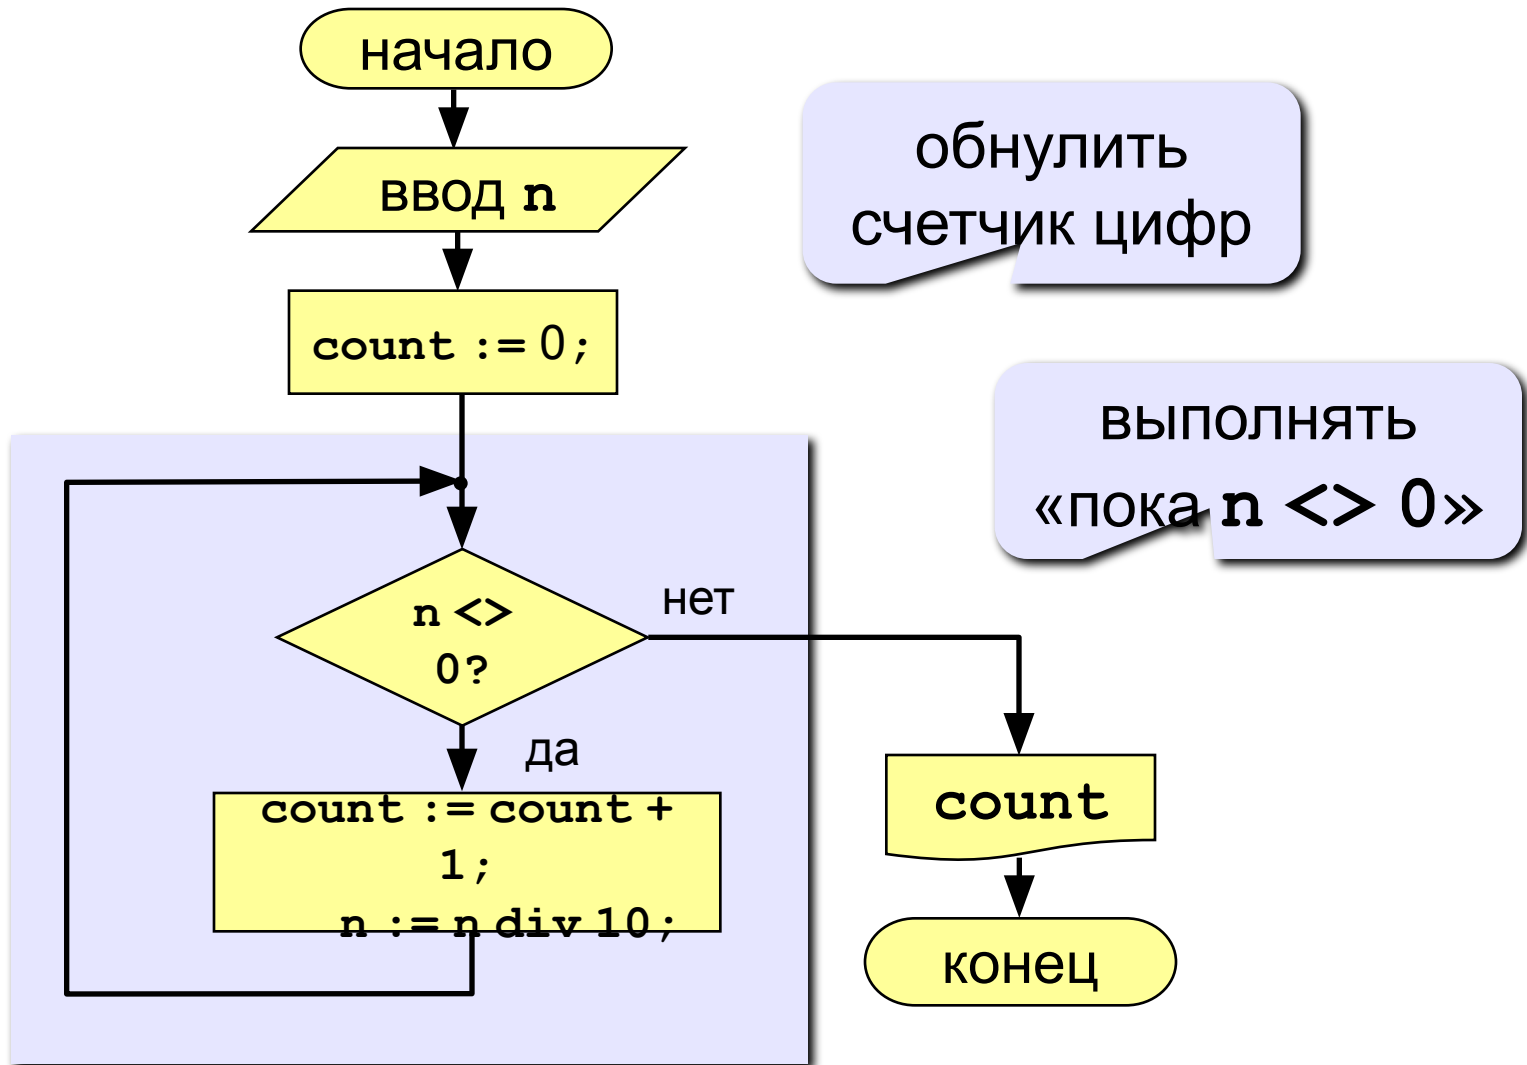 начало
ввод n
обнулить
счетчик цифр
count := 0;
выполнять
«пока n <> 0»
n <>
0?
нет
да
count := count +
1;
n := n div 10;
count
конец